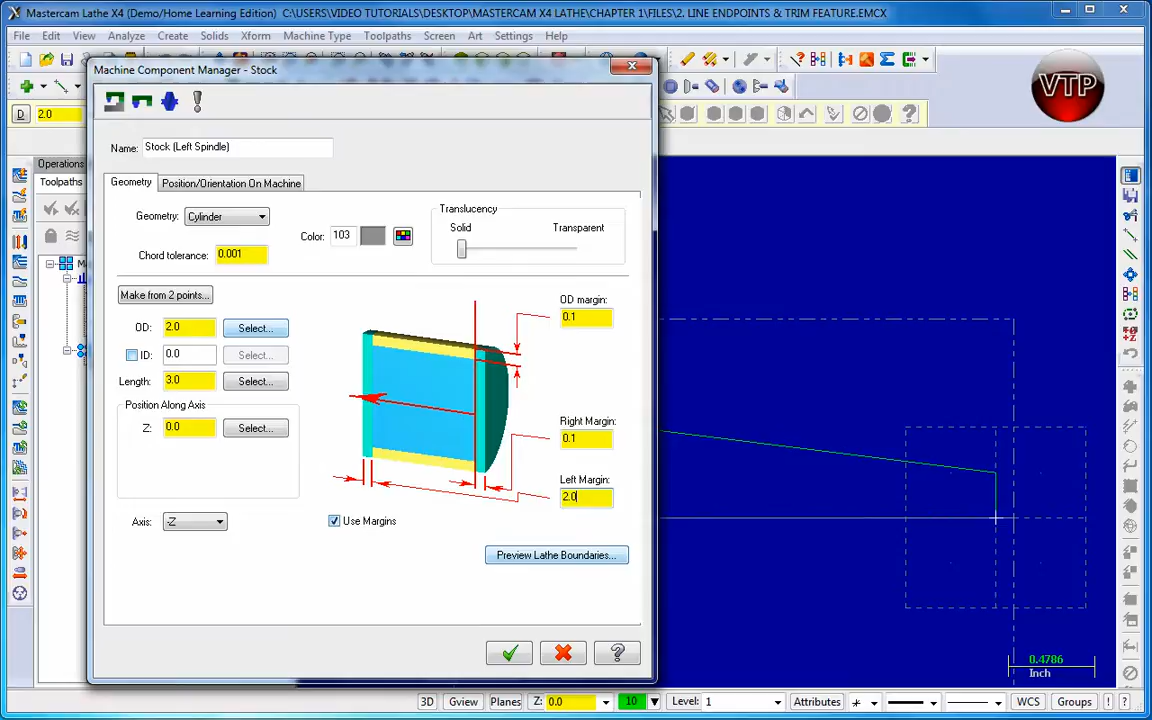 Mastercam Lathe X4 (Demo/Home Learning Edition) C:\USERS\VIDEO TUTORIALS\DESKTOP\MASTERCAM X4 LATHE\CHAPTER 1\FILES\2. LINE ENDPOINTS & TRIM FEATURE.EMCX
File Edit View Analyze Create Solids Xform Machine Type Toolpaths Screen Art Settings Help
Machine Component Manager - Stock
VTP
D 2.0
Name: Stock (Left Spindle)
Operations
Toolpaths
Geometry Position/Orientation On Machine
Geometry: Cylinder
Color: 103
Translucency
Solid Transparent
Chord tolerance: 0.001
Make from 2 points...
OD: 2.0 Select...
ID: 0.0 Select...
Length: 3.0 Select...
Position Along Axis
Z: 0.0 Select...
Axis: -Z
OD margin:
0.1
Right Margin:
0.1
Left Margin:
2.0
Use Margins
Preview Lathe Boundaries...
0.4786
Inch
3D Gview Planes Z: 0.0 10 Level: 1 Attributes WCS Groups ! ?